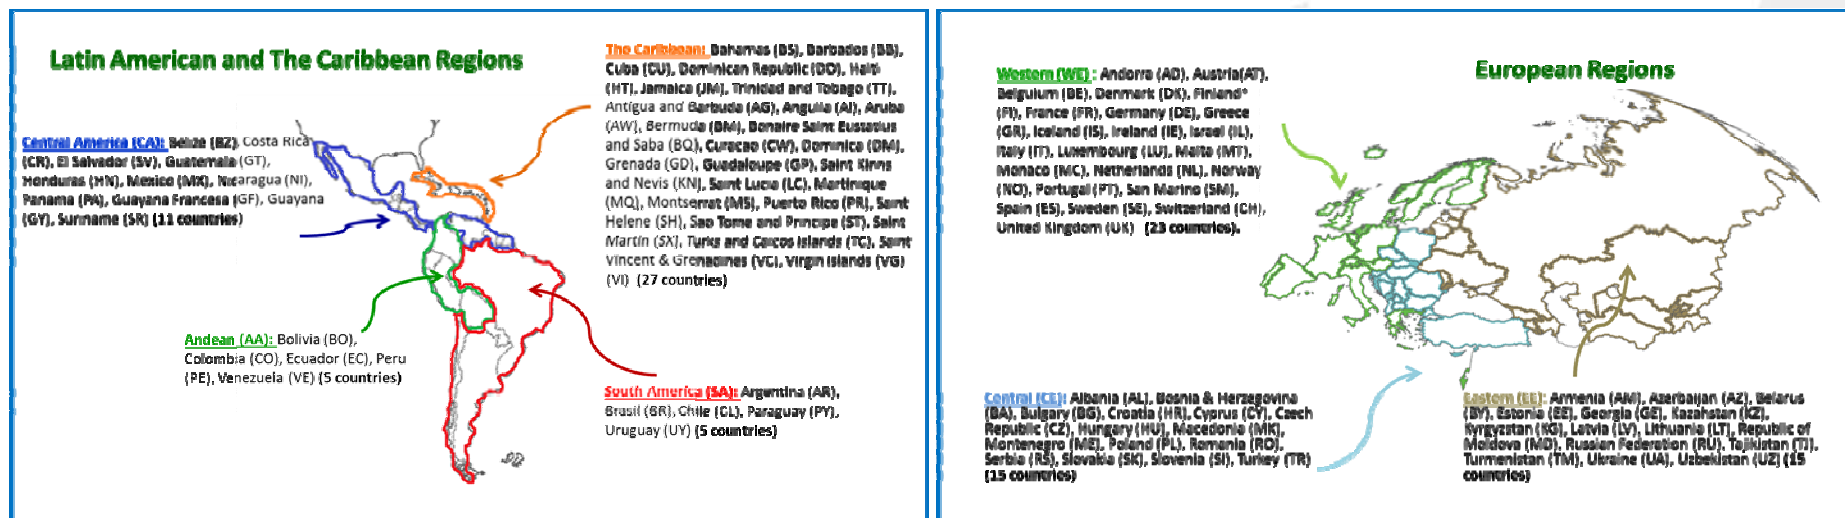 Latin American and The Caribbean Regions
The Caribbean: Bahamas (BS), Barbados (BB),
Cuba (CU), Dominican Republic (DO), Haiti
(HT), Jamaica (JM), Trinidad and Tobago (TT),
Antigua and Barbuda (AG), Anguila (AI), Aruba
(AW), Bermuda (BM), Bonaire Saint Eustatius
and Saba (BQ), Curacao (CW), Dominica (DM),
Grenada (GD), Guadaloupe (GP), Saint Kinns
and Nevis (KN), Saint Lucia (LC), Martinique
(MQ), Montserrat (MS), Puerto Rico (PR), Saint
Helene (SH), Sao Tome and Principe (ST), Saint
Martin (SX), Turks and Caicos Islands (TC), Saint
Vincent & Grenadines (VC), Virgin Islands (VG)
(VI) (27 countries)
Central America (CA): Belize (BZ), Costa Rica
(CR), El Salvador (SV), Guatemala (GT),
Honduras (HN), Mexico (MX), Nicaragua (NI),
Panama (PA), Guayana Francesa (GF), Guayana
(GY), Suriname (SR) (11 countries)
Andean (AA): Bolivia (BO),
Colombia (CO), Ecuador (EC), Peru
(PE), Venezuela (VE) (5 countries)
South America (SA): Argentina (AR),
Brasil (BR), Chile (CL), Paraguay (PY),
Uruguay (UY) (5 countries)
European Regions
Western (WE) : Andorra (AD), Austria(AT),
Belguium (BE), Denmark (DK), Finland*
(FI), France (FR), Germany (DE), Greece
(GR), Iceland (IS), Ireland (IE), Israel (IL),
Italy (IT), Luxembourg (LU), Malta (MT),
Monaco (MC), Netherlands (NL), Norway
(NO), Portugal (PT), San Marino (SM),
Spain (ES), Sweden (SE), Switzerland (CH),
United Kingdom (UK) (23 countries).
Central (CE): Albania (AL), Bosnia & Herzegovina
(BA), Bulgary (BG), Croatia (HR), Cyprus (CY), Czech
Republic (CZ), Hungary (HU), Macedonia (MK),
Montenegro (ME), Poland (PL), Romania (RO),
Serbia (RS), Slovakia (SK), Slovenia (SI), Turkey (TR)
(15 countries)
Eastern (EE): Armenia (AM), Azerbaijan (AZ), Belarus
(BY), Estonia (EE), Georgia (GE), Kazahstan (KZ),
Kyrgyzstan (KG), Latvia (LV), Lithuania (LT), Republic of
Moldova (MD), Russian Federation (RU), Tajikistan (TJ),
Turmenistan (TM), Ukraine (UA), Uzbekistan (UZ) (15
countries)